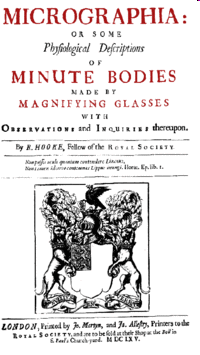 MICROGRAPHIA:
OR SOME
Physiological Descriptions
OF
MINUTE BODIES
MADE BY
MAGNIFYING GLASSES
WITH
OBSERVATIONS and INQUIRIES thereupon.
By R. HOOKE, Fellow of the ROYAL SOCIETY.
Non possis oculo quantum contendere Linceus,
Non tamen idcirco contemnas Lippus inungi. Horat. Ep. lib. 1.
LONDON, Printed by Jo. Martyn, and Ja. Allestry, Printers to the
ROYAL SOCIETY, and are to be sold at their Shop at the Bell in
S. Paul's Church-yard. MDCLXV.